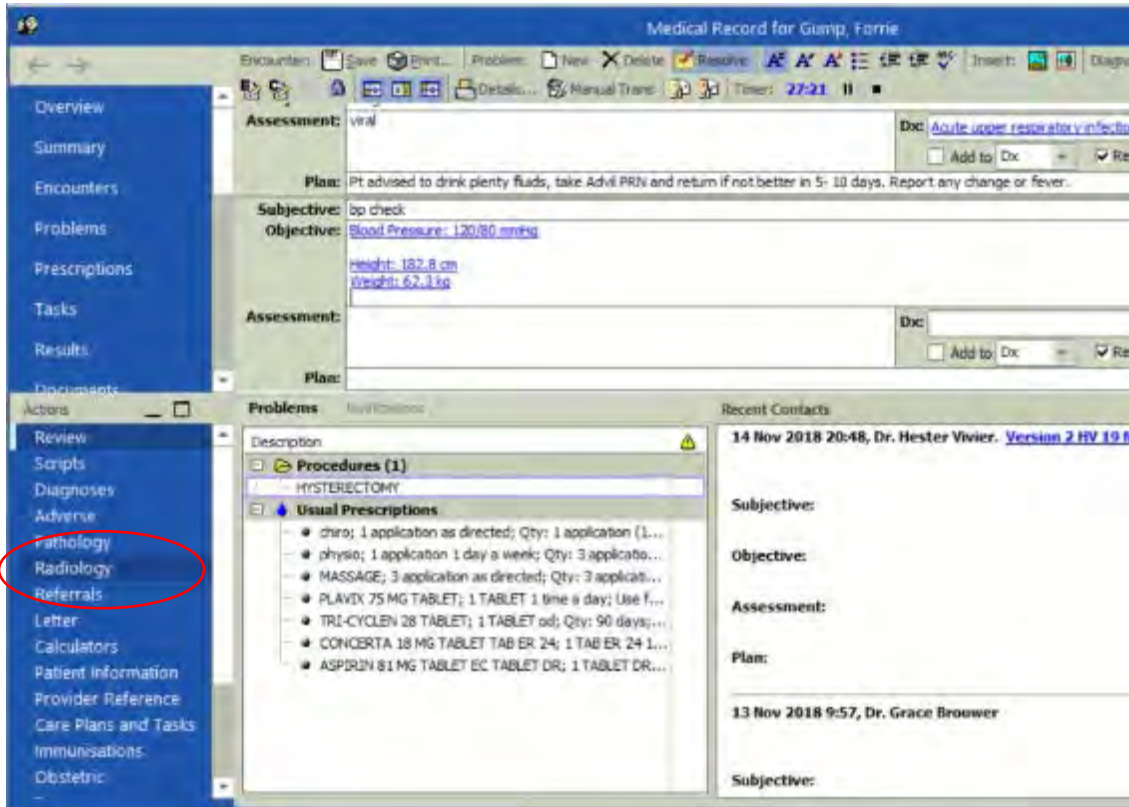 Medical Record for Gump, Forrie
Encounter: Save Print... Problem: New Delete Resolve Insert:
Details... Manual Trans Timer: 27:21
Overview
Summary
Encounters
Problems
Prescriptions
Tasks
Results
Documents
Assessment: viral
Dx: Acute upper respiratory infectio
Add to Dx Re
Plan: Pt advised to drink plenty fluids, take Advil PRN and return if not better in 5- 10 days. Report any change or fever.
Subjective: bp check
Objective: Blood Pressure: 120/80 mmHg
Height: 182.8 cm
Weight: 62.3 kg
Assessment:
Dx:
Add to Dx Re
Plan:
Actions
Review
Scripts
Diagnoses
Adverse
Pathology
Radiology
Referrals
Letter
Calculators
Patient Information
Provider Reference
Care Plans and Tasks
Immunisations
Obstetric
Problems
Description
Procedures (1)
HYSTERECTOMY
Usual Prescriptions
chiro; 1 application as directed; Qty: 1 application (1...
physio; 1 application 1 day a week; Qty: 3 applicatio...
MASSAGE; 3 application as directed; Qty: 3 applicati...
PLAVIX 75 MG TABLET; 1 TABLET 1 time a day; Use f...
TRI-CYCLEN 28 TABLET; 1 TABLET od; Qty: 90 days;...
CONCERTA 18 MG TABLET TAB ER 24; 1 TAB ER 24 1...
ASPIRIN 81 MG TABLET EC TABLET DR; 1 TABLET DR...
Recent Contacts
14 Nov 2018 20:48, Dr. Hester Vivier. Version 2 HV 19
Subjective:
Objective:
Assessment:
Plan:
13 Nov 2018 9:57, Dr. Grace Brouwer
Subjective: